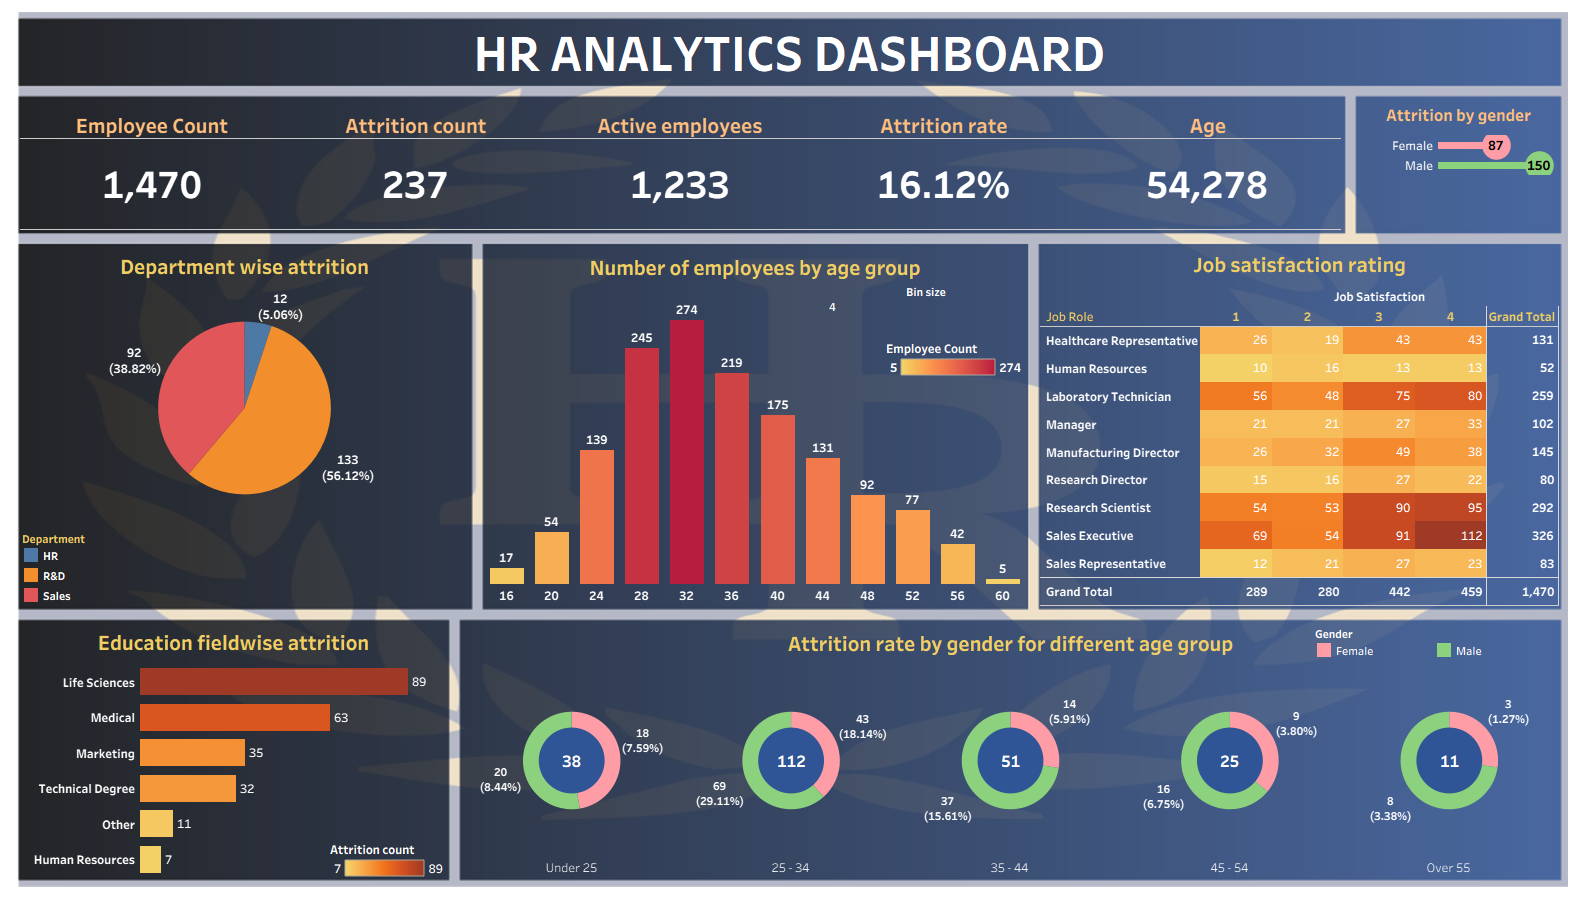 HR ANALYTICS DASHBOARD
Employee Count Attrition count Active employees Attrition rate Age
1,470 237 1,233 16.12% 54,278
Attrition by gender
Female 87
Male 150
Department wise attrition
12
(5.06%)
92
(38.82%)
133
(56.12%)
Department
HR
R&D
Sales
Number of employees by age group
Bin size
4
Employee Count
5 274
17 54 139 245 274 219 175 131 92 77 42 5
16 20 24 28 32 36 40 44 48 52 56 60
Job satisfaction rating
Job Satisfaction
Job Role 1 2 3 4 Grand Total
Healthcare Representative 26 19 43 43 131
Human Resources 10 16 13 13 52
Laboratory Technician 56 48 75 80 259
Manager 21 21 27 33 102
Manufacturing Director 26 32 49 38 145
Research Director 15 16 27 22 80
Research Scientist 54 53 90 95 292
Sales Executive 69 54 91 112 326
Sales Representative 12 21 27 23 83
Grand Total 289 280 442 459 1,470
Education fieldwise attrition
Life Sciences 89
Medical 63
Marketing 35
Technical Degree 32
Other 11
Human Resources 7
Attrition count
7 89
Attrition rate by gender for different age group
Gender
Female Male
18
(7.59%)
38
20
(8.44%)
Under 25
43
(18.14%)
112
69
(29.11%)
25 - 34
14
(5.91%)
51
37
(15.61%)
35 - 44
9
(3.80%)
25
16
(6.75%)
45 - 54
3
(1.27%)
11
8
(3.38%)
Over 55
HR